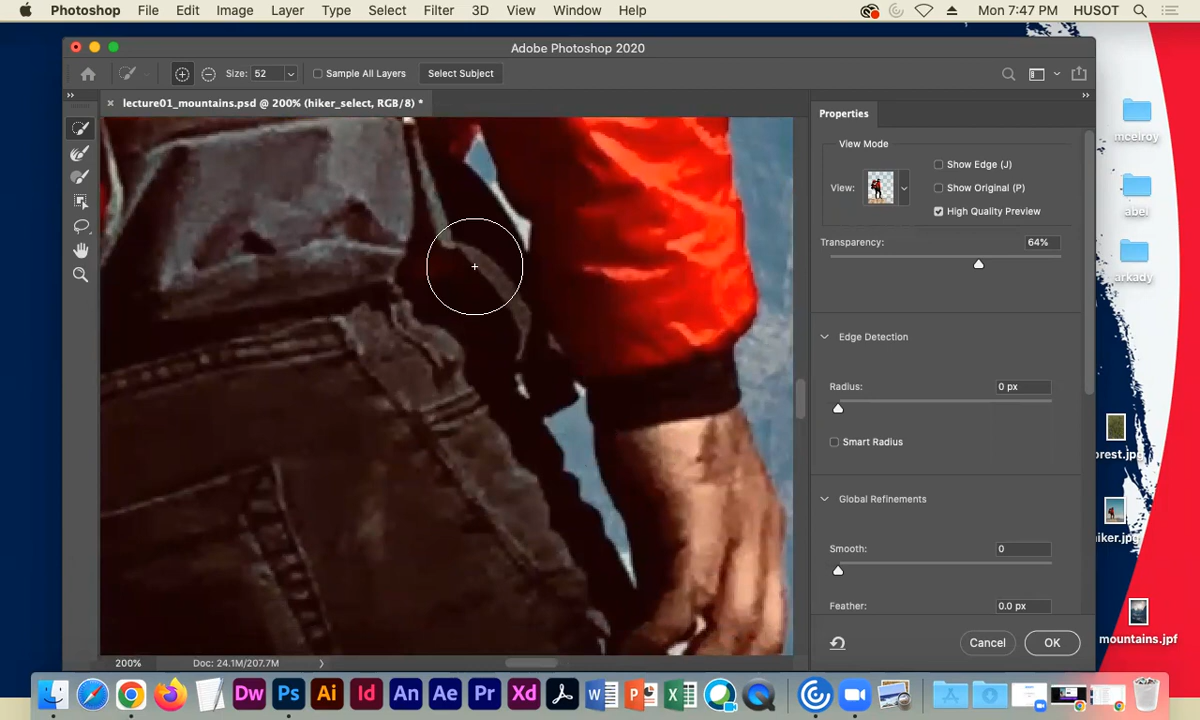 Photoshop File Edit Image Layer Type Select Filter 3D View Window Help Mon 7:47 PM HUSOT
Adobe Photoshop 2020
Size: 52 Sample All Layers Select Subject
lecture01_mountains.psd @ 200% (hiker_select, RGB/8) *
Properties
View Mode
Show Edge (J)
View: Show Original (P)
High Quality Preview
Transparency: 64%
Edge Detection
Radius: 0 px
Smart Radius
Global Refinements
Smooth: 0
Feather: 0.0 px
Cancel OK
200% Doc: 24.1M/207.7M
mcelroy
abel
arkady
orest.jpg
hiker.jpg
mountains.jpf
Dw Ps Ai Id An Ae Pr Xd W P X